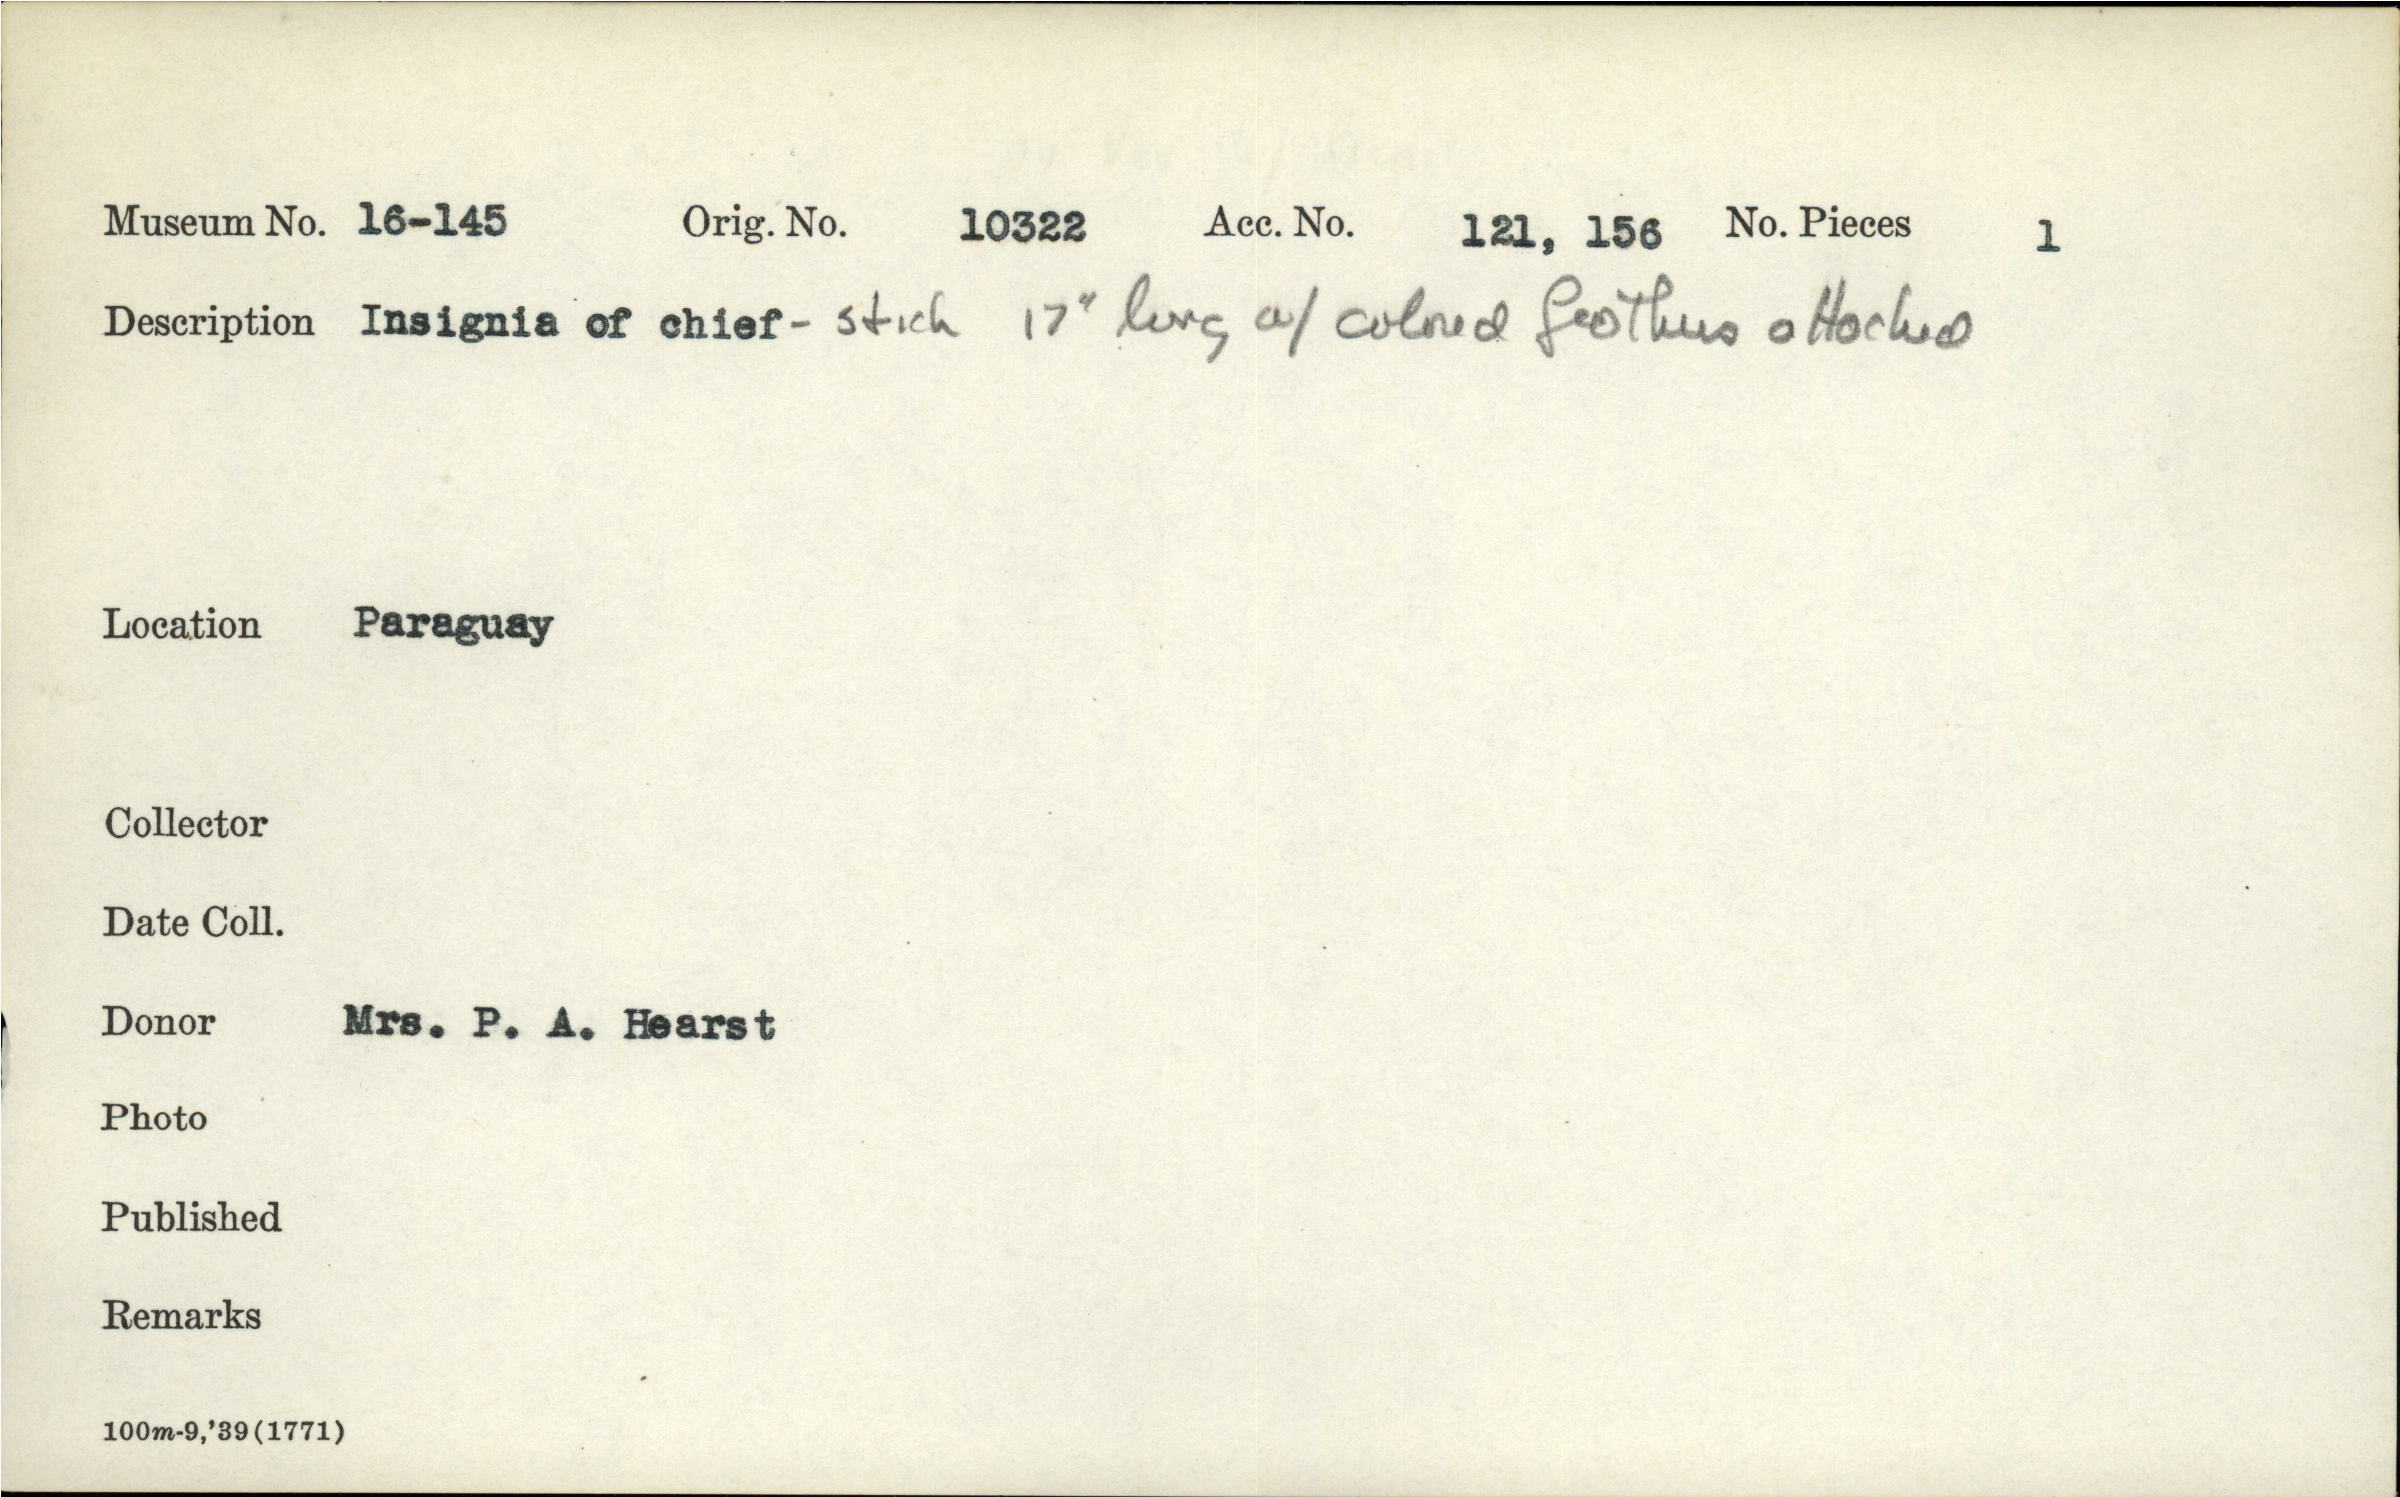 Museum No. 16-145 Orig. No. 10322 Acc. No. 121, 156 No. Pieces 1
Description Insignia of chief - stick 17" long w/ colored feathers attached
Location Paraguay
Collector
Date Coll.
Donor Mrs. P. A. Hearst
Photo
Published
Remarks
100m-9,'39(1771)